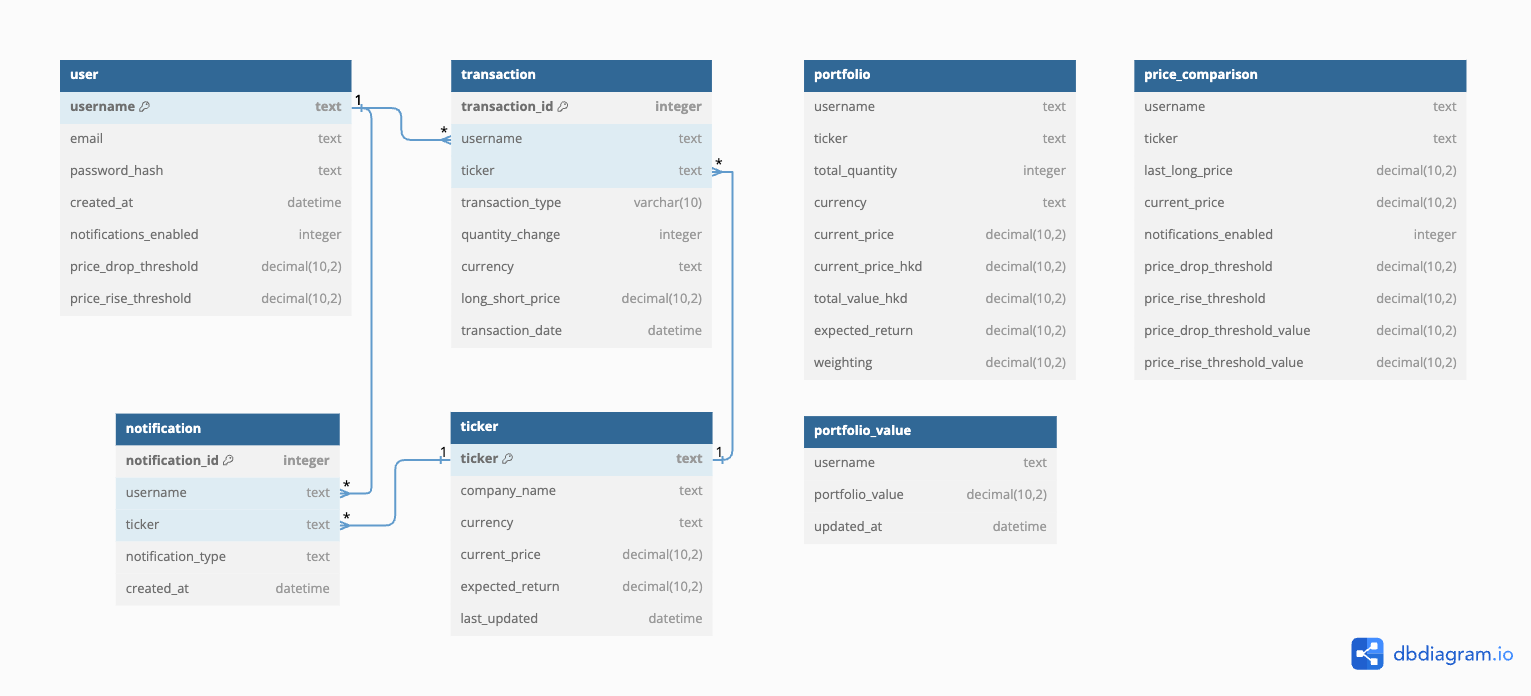 user
username text
email text
password_hash text
created_at datetime
notifications_enabled integer
price_drop_threshold decimal(10,2)
price_rise_threshold decimal(10,2)
1
*
transaction
transaction_id integer
username text
ticker text
transaction_type varchar(10)
quantity_change integer
currency text
long_short_price decimal(10,2)
transaction_date datetime
*
portfolio
username text
ticker text
total_quantity integer
currency text
current_price decimal(10,2)
current_price_hkd decimal(10,2)
total_value_hkd decimal(10,2)
expected_return decimal(10,2)
weighting decimal(10,2)
price_comparison
username text
ticker text
last_long_price decimal(10,2)
current_price decimal(10,2)
notifications_enabled integer
price_drop_threshold decimal(10,2)
price_rise_threshold decimal(10,2)
price_drop_threshold_value decimal(10,2)
price_rise_threshold_value decimal(10,2)
notification
notification_id integer
username text
ticker text
notification_type text
created_at datetime
*
*
1
ticker
ticker text
company_name text
currency text
current_price decimal(10,2)
expected_return decimal(10,2)
last_updated datetime
1
portfolio_value
username text
portfolio_value decimal(10,2)
updated_at datetime
dbdiagram.io